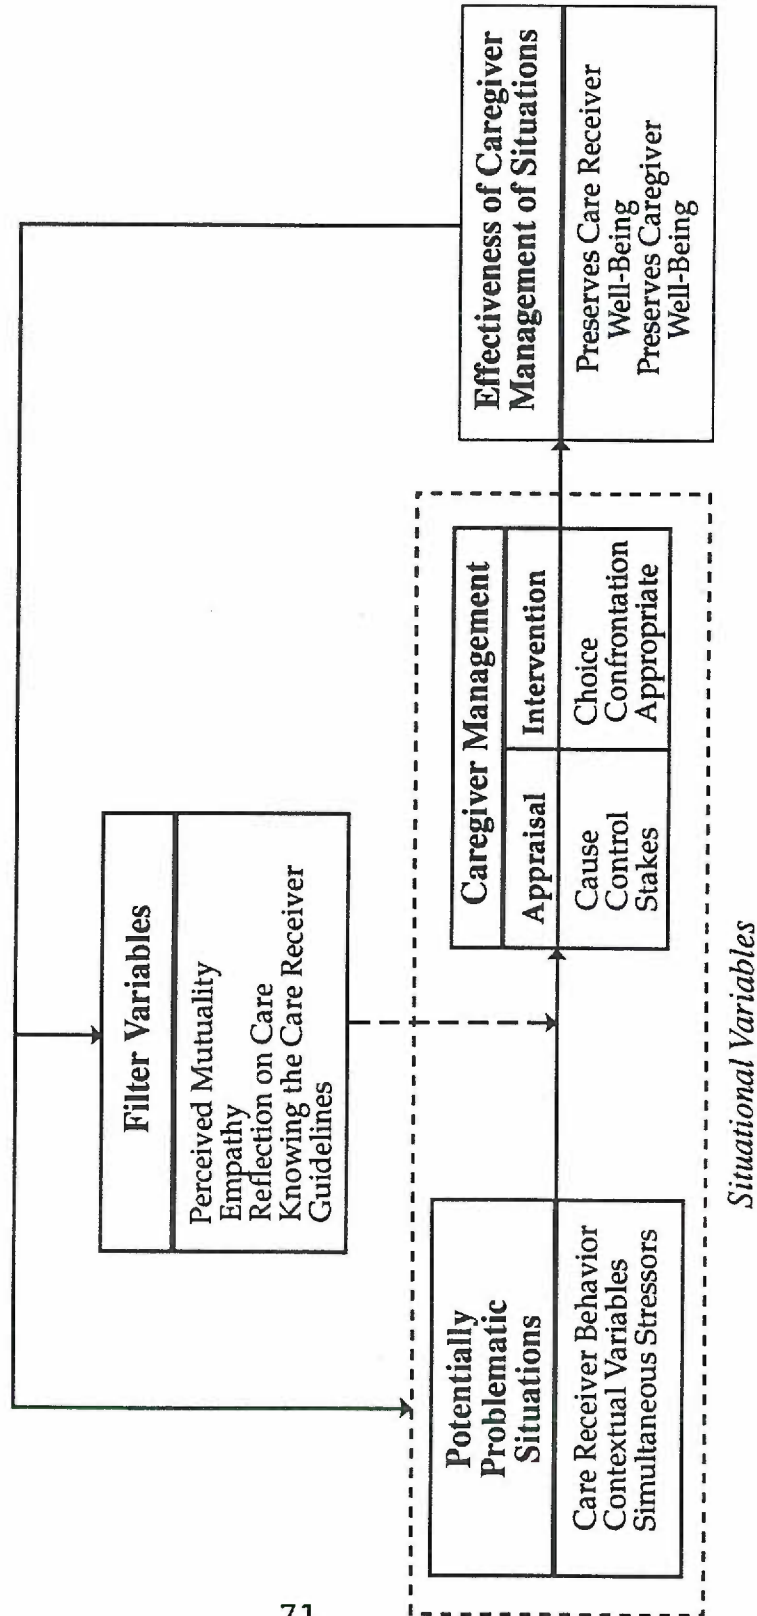 Filter Variables
Perceived Mutuality
Empathy
Reflection on Care
Knowing the Care Receiver
Guidelines
Potentially
Problematic
Situations
Care Receiver Behavior
Contextual Variables
Simultaneous Stressors
Caregiver Management
Appraisal
Cause
Control
Stakes
Intervention
Choice
Confrontation
Appropriate
Effectiveness of Caregiver
Management of Situations
Preserves Care Receiver
Well-Being
Preserves Caregiver
Well-Being
Situational Variables
71